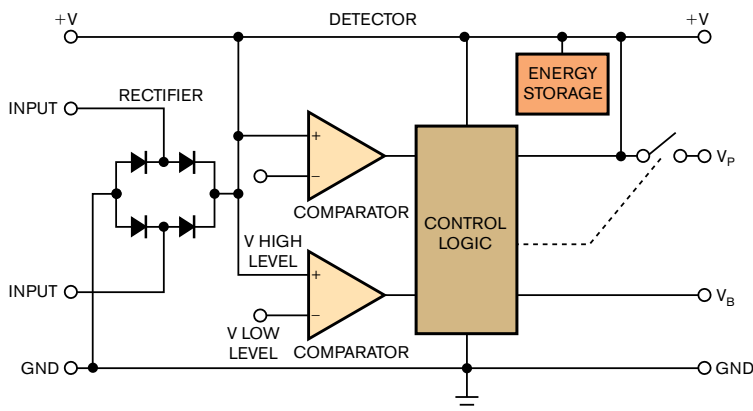 DETECTOR
+V
+V
ENERGY
STORAGE
RECTIFIER
INPUT
+
−
VP
COMPARATOR
CONTROL
LOGIC
V HIGH
LEVEL
+
INPUT
−
VB
V LOW
LEVEL
COMPARATOR
GND
GND